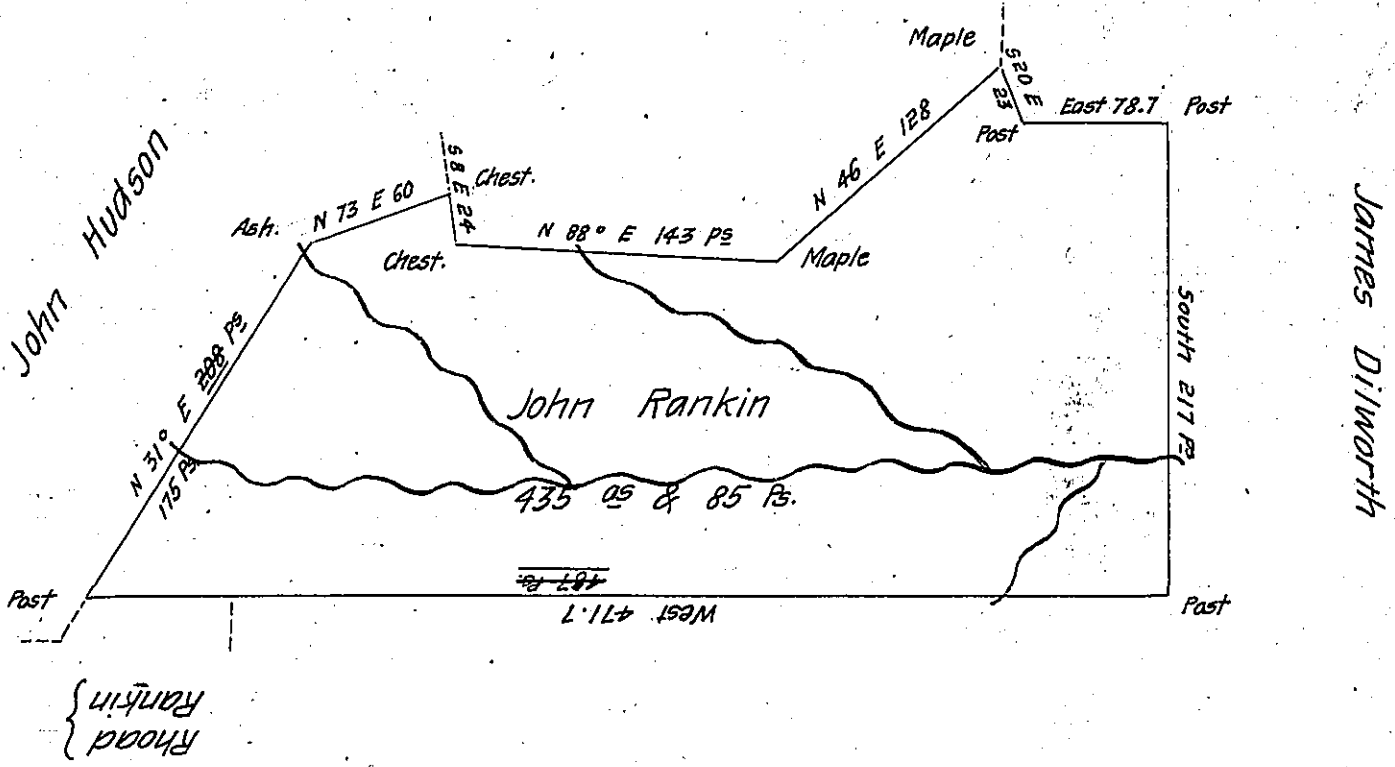 Maple
S 20 E
23
East 78.7
Post
Post
John Hudson
S 8 E 24
Chest.
N 73 E 60
Ash.
N 46 E 128
N 88° E 143 Ps
Chest.
Maple
James Dilworth
South 217 Ps
N 31° E 208 Ps
175 Ps.
John Rankin
435 as & 85 Ps.
487 Ps.
West 471.7
Post
Post
Rhoad
Rankin